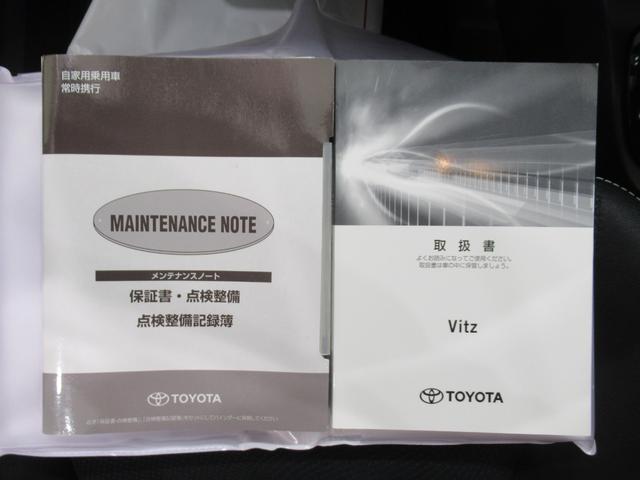 自家用乗用車
常時携行
MAINTENANCE NOTE
メンテナンスノート
保証書・点検整備
点検整備記録簿
TOYOTA
取扱書
よくお読みになってご使用ください。
取扱書は車の中に保管しましょう。
Vitz
TOYOTA